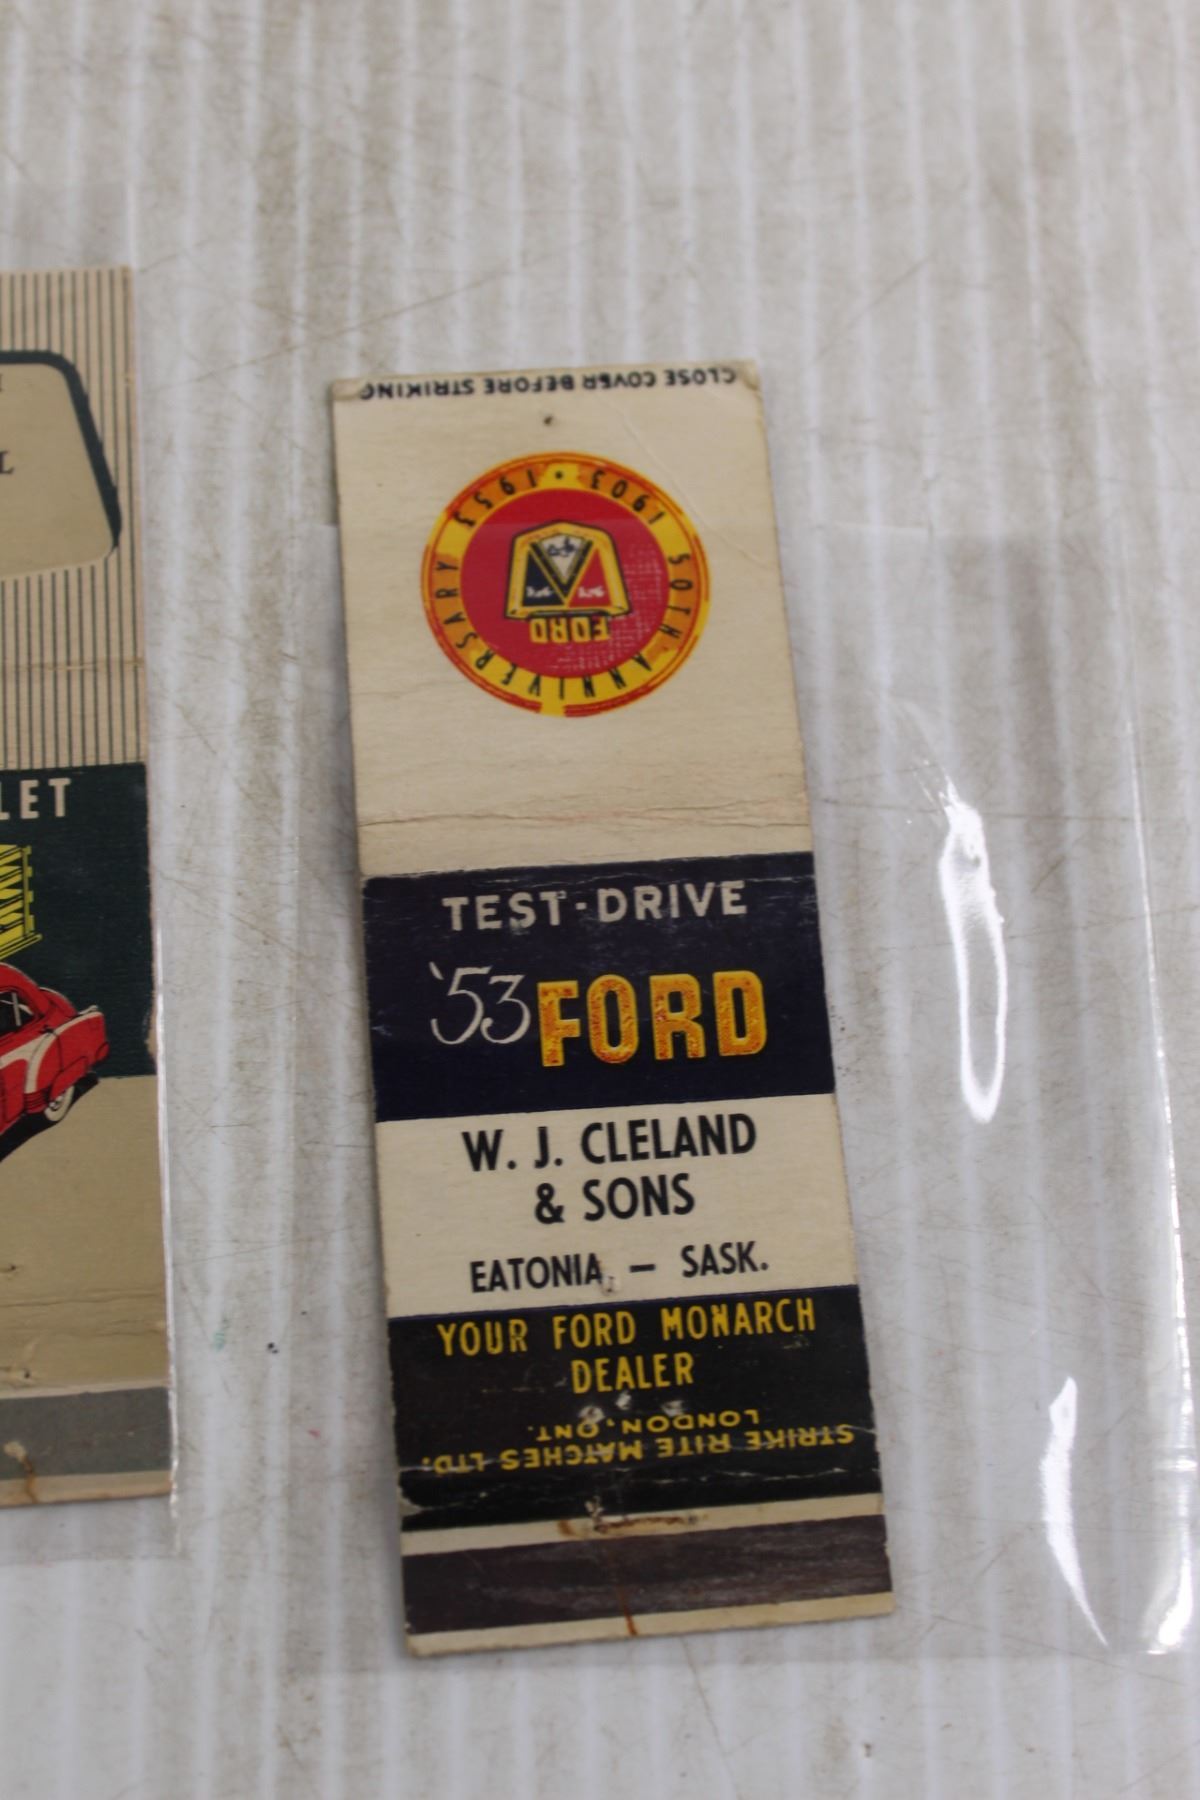 CLOSE COVER BEFORE STRIKING
50TH ANNIVERSARY
1903 • 1953
FORD
TEST-DRIVE
'53 FORD
W. J. CLELAND
& SONS
EATONIA - SASK.
YOUR FORD MONARCH
DEALER
STRIKE RITE MATCHES LTD.
LONDON, ONT.
LET